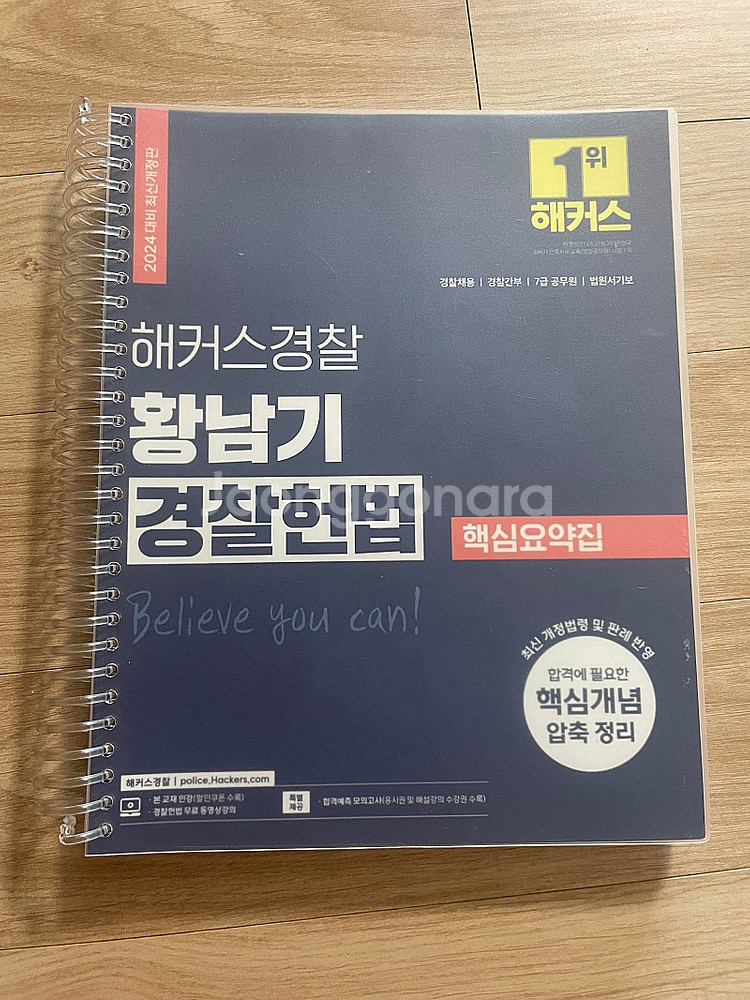 2024 대비 최신개정판
1위
해커스
경찰채용 | 경찰간부 | 7급 공무원 | 법원서기보
해커스경찰
황남기
경찰헌법
핵심요약집
Joonggonara
Believe you can!
최신 개정법령 및 판례 반영
합격에 필요한
핵심개념
압축 정리
해커스경찰 | police.Hackers.com
· 본 교재 인강(할인쿠폰 수록)
· 경찰헌법 무료 동영상강의
특별
제공
· 합격예측 모의고사(응시권 및 해설강의 수강권 수록)